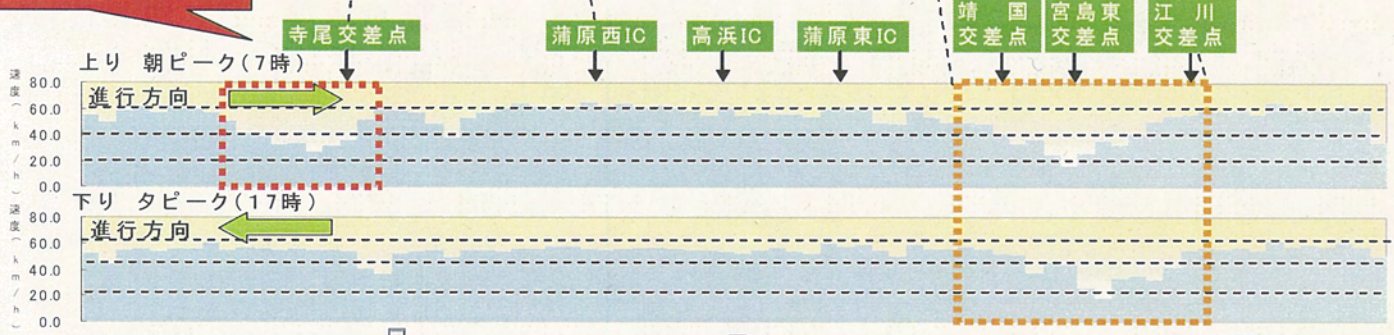 寺尾交差点
蒲原西IC
高浜IC
蒲原東IC
靖国
交差点
宮島東
交差点
江川
交差点
上り 朝ピーク(7時)
速度(km/h)
80.0
60.0
40.0
20.0
0.0
進行方向
下り 夕ピーク(17時)
速度(km/h)
80.0
60.0
40.0
20.0
0.0
進行方向